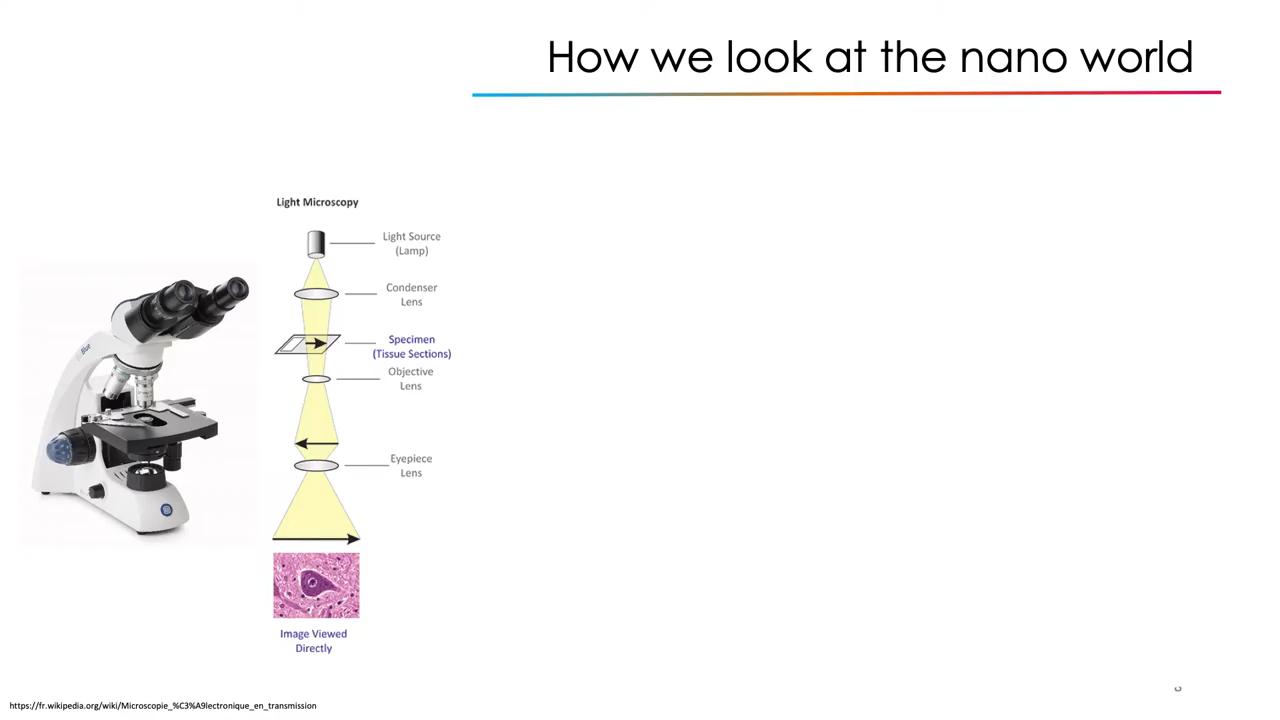 How we look at the nano world
Light Microscopy
Light Source
(Lamp)
Condenser
Lens
Specimen
(Tissue Sections)
Objective
Lens
Eyepiece
Lens
Blue
Image Viewed
Directly
https://fr.wikipedia.org/wiki/Microscopie_%C3%A9lectronique_en_transmission